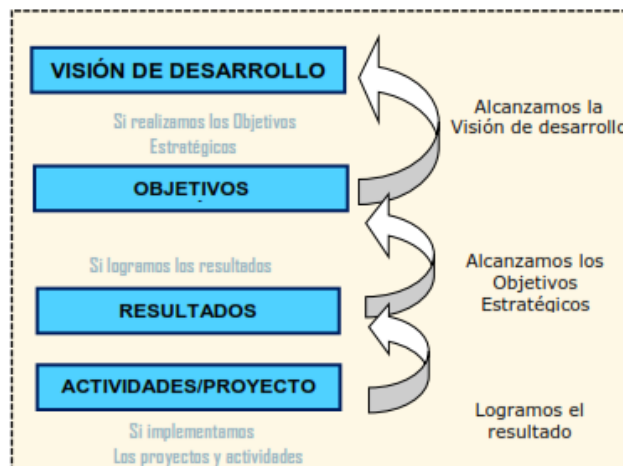 VISIÓN DE DESARROLLO
Si realizamos los Objetivos
Estratégicos
Alcanzamos la
Visión de desarrollo
OBJETIVOS
Si logramos los resultados
Alcanzamos los
Objetivos
Estratégicos
RESULTADOS
ACTIVIDADES/PROYECTO
Logramos el
resultado
Si implementamos
Los proyectos y actividades